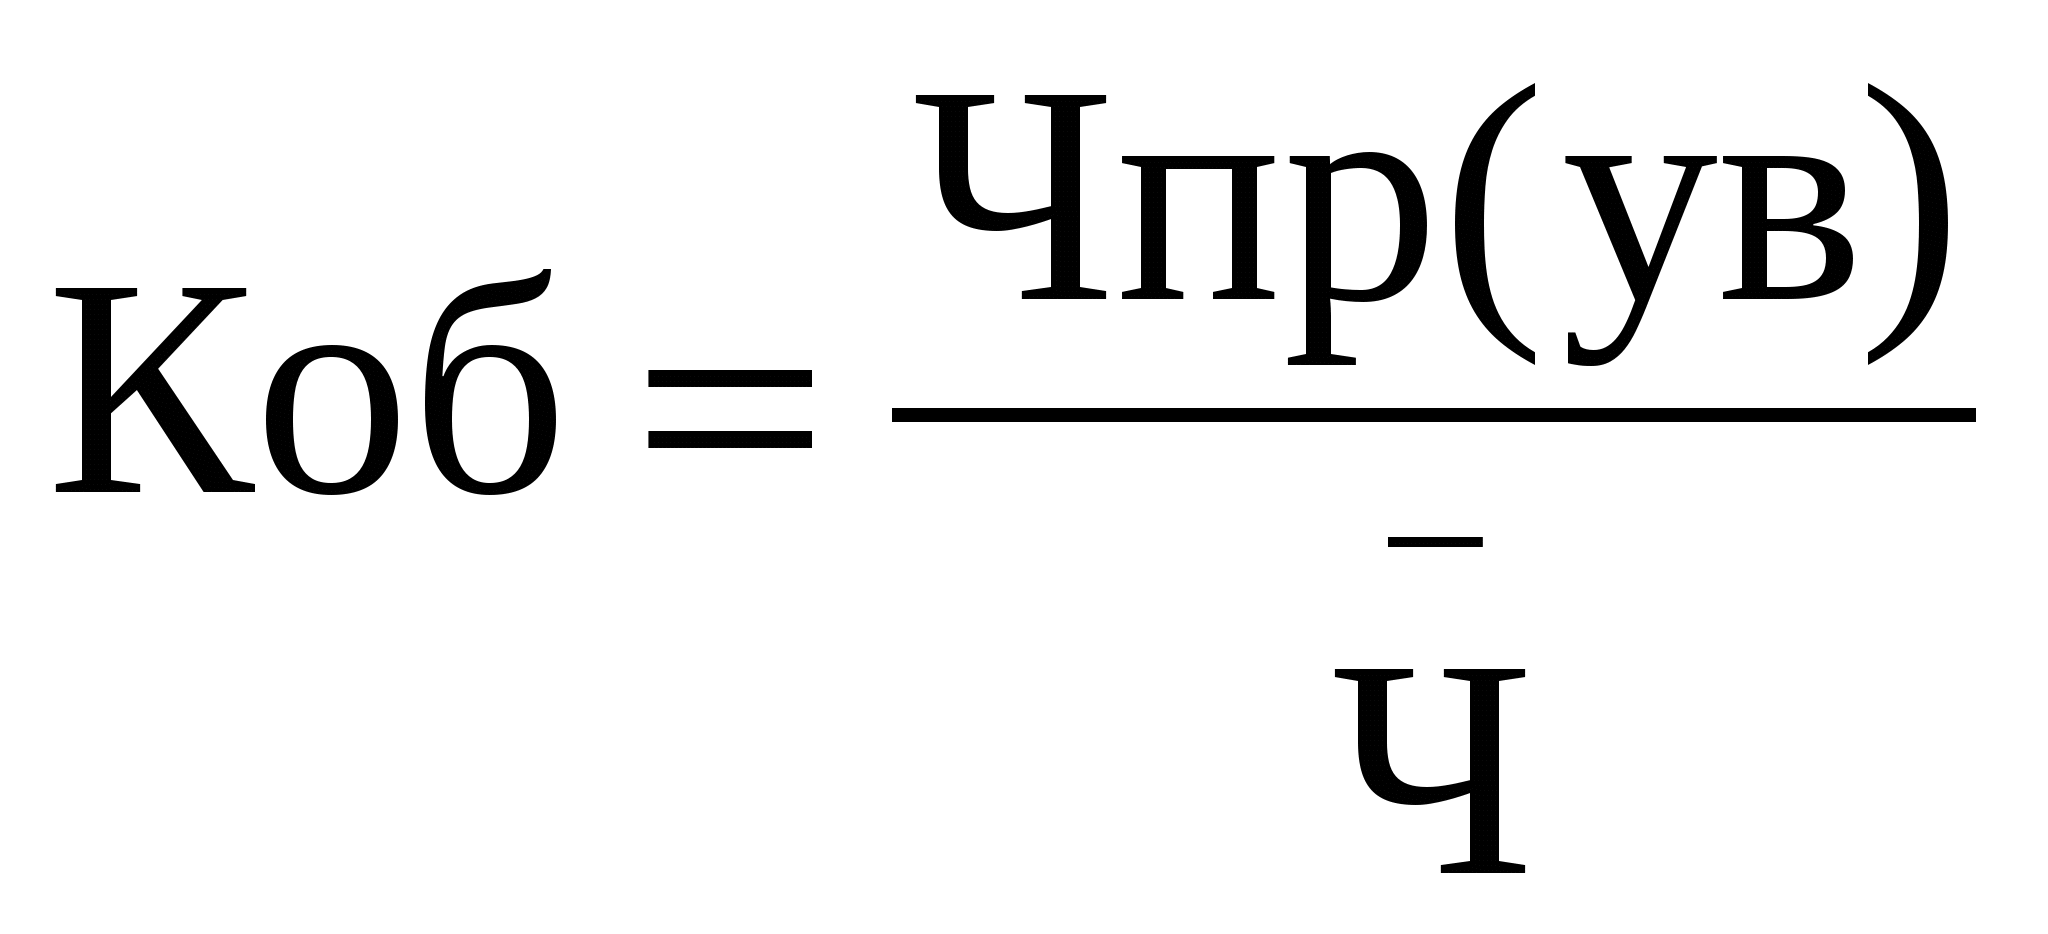 Чпр(ув)
Коб =
—
Ч